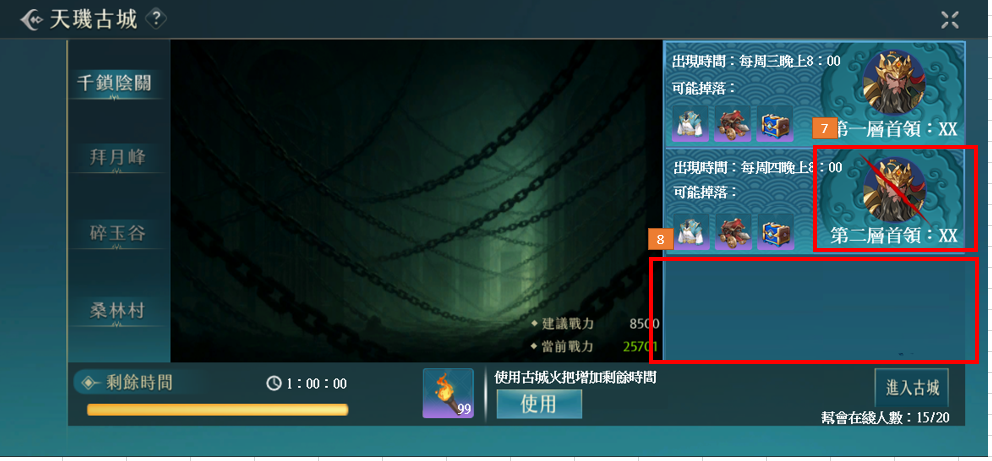 天璣古城 ?
千鎖陰關
拜月峰
碎玉谷
桑林村
出現時間：每周三晚上8：00
可能掉落：
7
第一層首領：XX
出現時間：每周四晚上8：00
可能掉落：
第二層首領：XX
8
建議戰力 8500
當前戰力 25701
剩餘時間
1：00：00
99
使用古城火把增加剩餘時間
使用
進入古城
幫會在綫人數：15/20